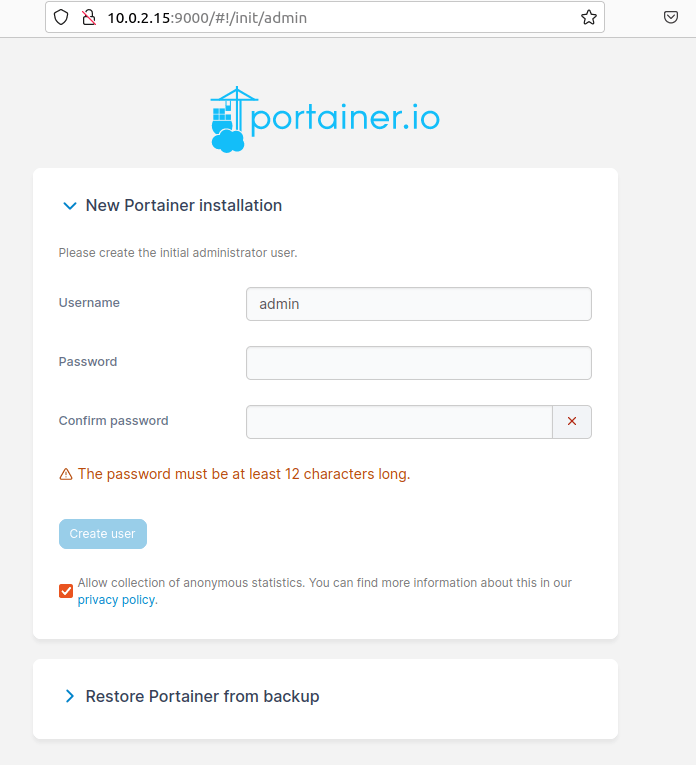 10.0.2.15:9000/#!/init/admin
portainer.io
New Portainer installation
Please create the initial administrator user.
Username
admin
Password
Confirm password
The password must be at least 12 characters long.
Create user
Allow collection of anonymous statistics. You can find more information about this in our
privacy policy.
Restore Portainer from backup